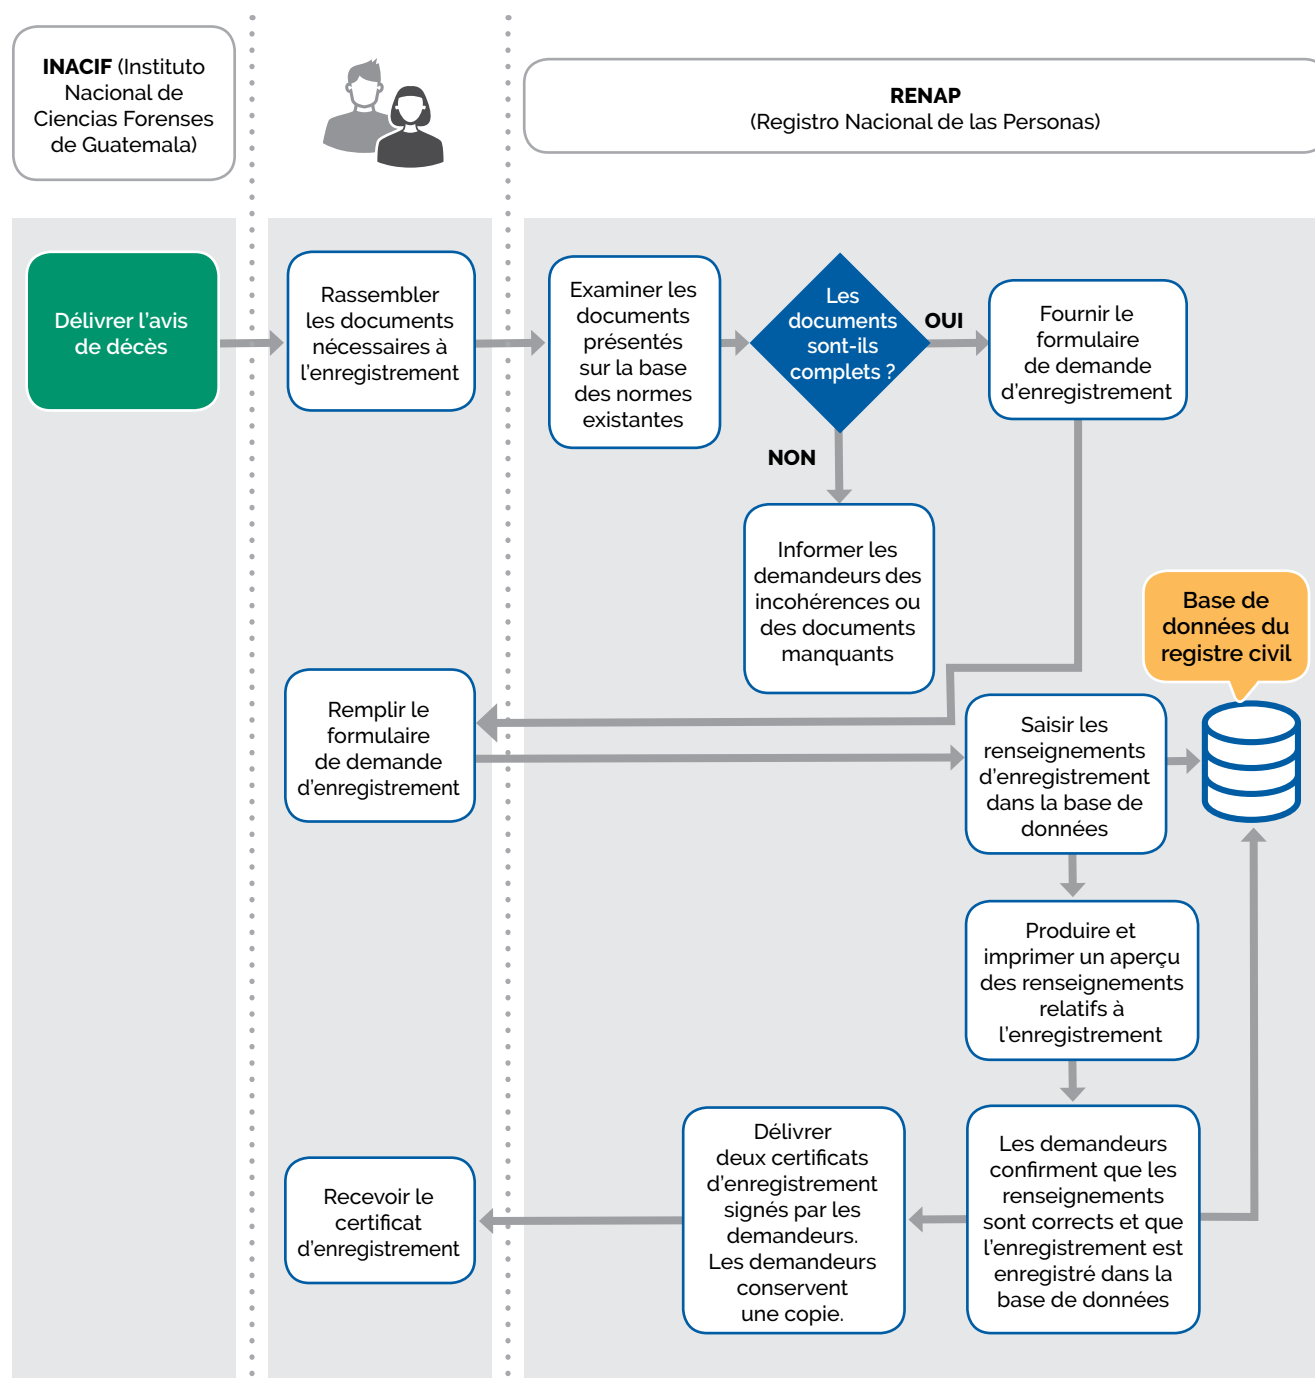 INACIF (Instituto
Nacional de
Ciencias Forenses
de Guatemala)
RENAP
(Registro Nacional de las Personas)
Délivrer l’avis
de décès
Rassembler
les documents
nécessaires à
l’enregistrement
Examiner les
documents
présentés
sur la base
des normes
existantes
Les
documents
sont-ils
complets ?
OUI
Fournir le
formulaire
de demande
d’enregistrement
NON
Informer les
demandeurs des
incohérences ou
des documents
manquants
Base de
données du
registre civil
Remplir le
formulaire
de demande
d’enregistrement
Saisir les
renseignements
d’enregistrement
dans la base de
données
Produire et
imprimer un aperçu
des renseignements
relatifs à
l’enregistrement
Les demandeurs
confirment que les
renseignements
sont corrects et que
l’enregistrement est
enregistré dans la
base de données
Délivrer
deux certificats
d’enregistrement
signés par les
demandeurs.
Les demandeurs
conservent
une copie.
Recevoir le
certificat
d’enregistrement